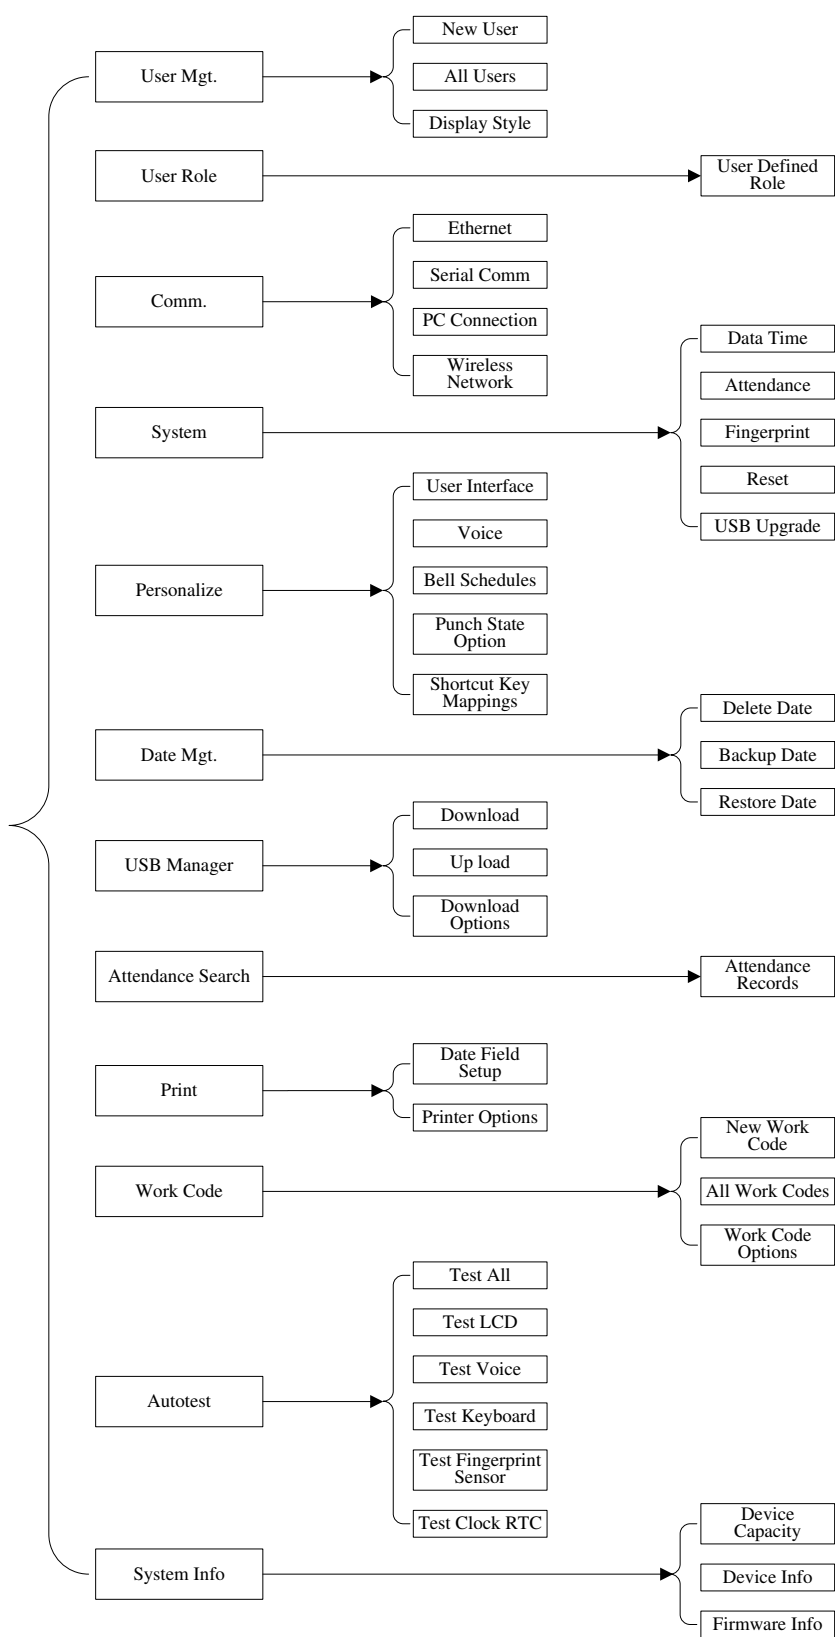 User Mgt.
New User
All Users
Display Style
User Role
User Defined
Role
Comm.
Ethernet
Serial Comm
PC Connection
Wireless
Network
System
Data Time
Attendance
Fingerprint
Reset
USB Upgrade
Personalize
User Interface
Voice
Bell Schedules
Punch State
Option
Shortcut Key
Mappings
Date Mgt.
Delete Date
Backup Date
Restore Date
USB Manager
Download
Up load
Download
Options
Attendance Search
Attendance
Records
Print
Date Field
Setup
Printer Options
Work Code
New Work
Code
All Work Codes
Work Code
Options
Autotest
Test All
Test LCD
Test Voice
Test Keyboard
Test Fingerprint
Sensor
Test Clock RTC
System Info
Device
Capacity
Device Info
Firmware Info